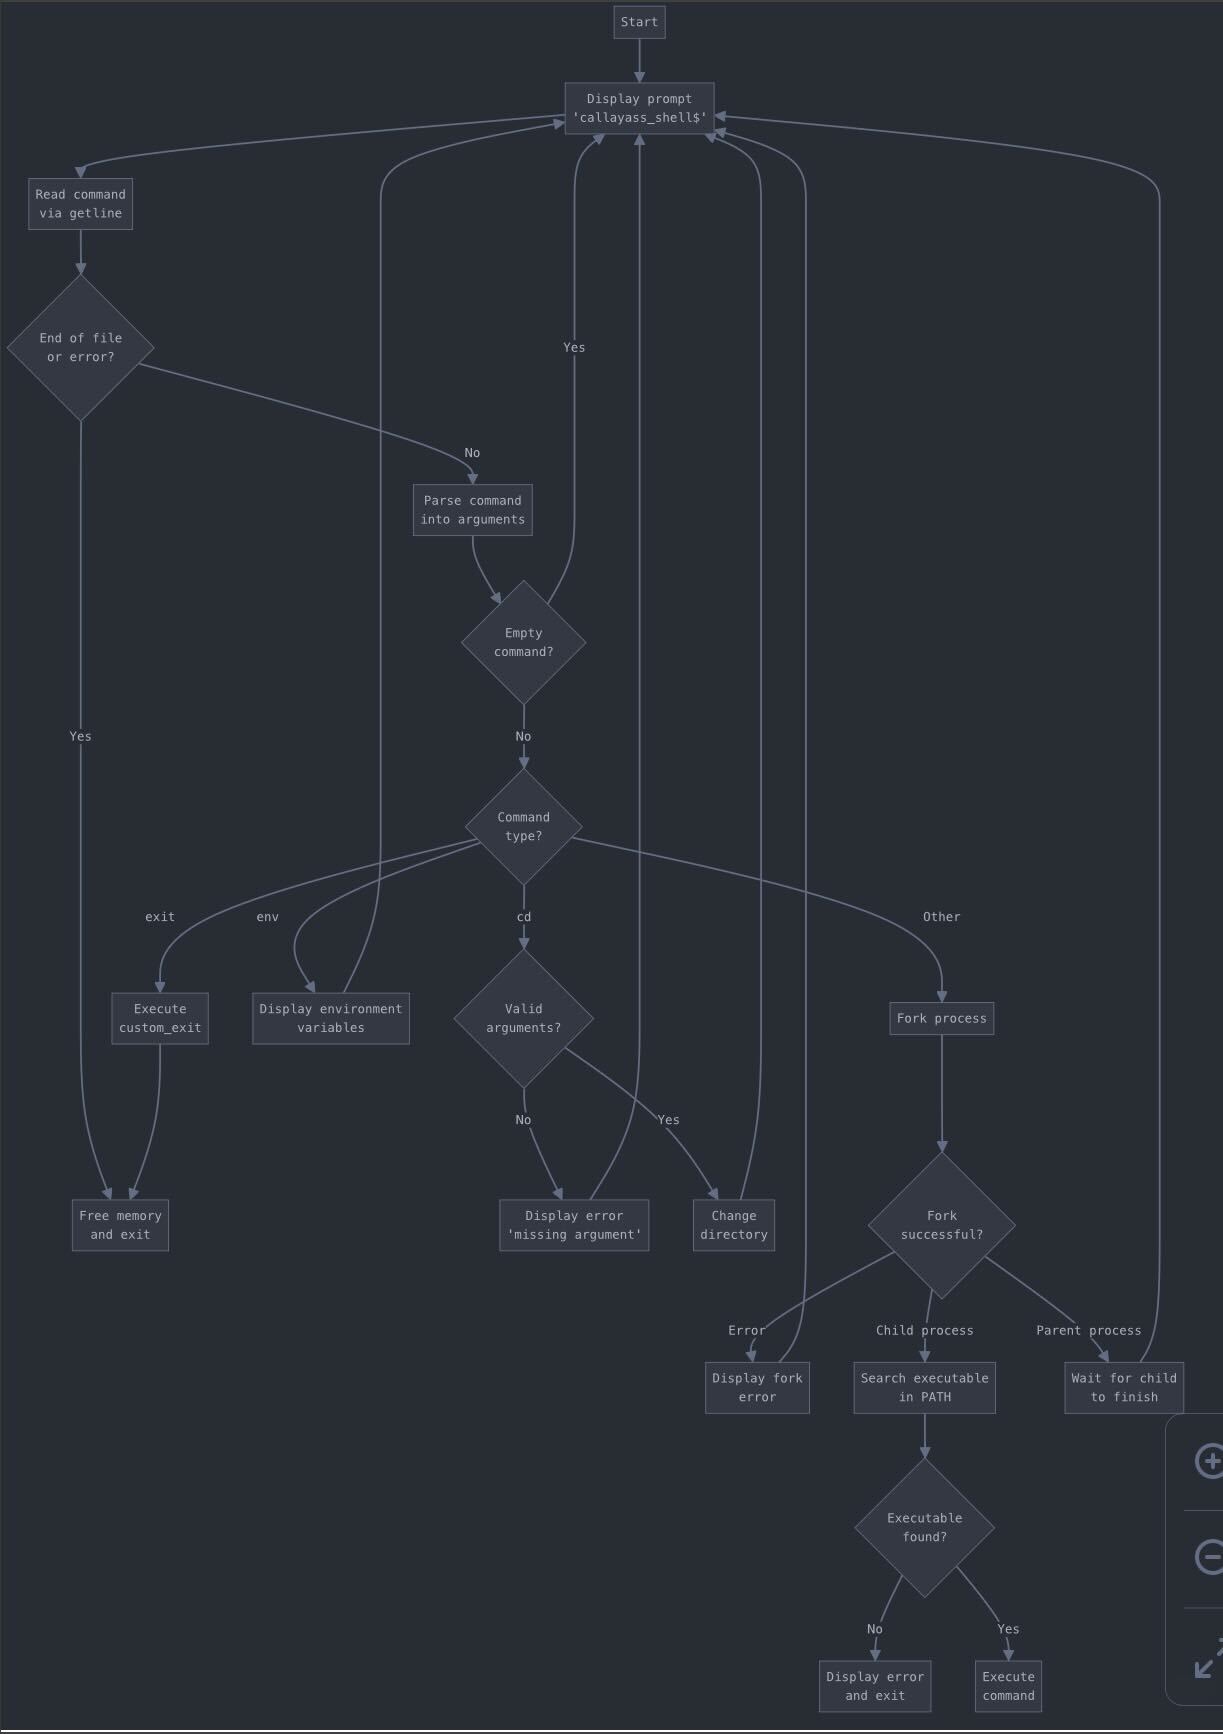 Start
Display prompt
'callayass_shell$'
Read command
via getline
End of file
or error?
Yes
No
Parse command
into arguments
Empty
command?
Yes
No
Command
type?
exit
env
cd
Other
Execute
custom_exit
Display environment
variables
Valid
arguments?
Fork process
No
Yes
Free memory
and exit
Display error
'missing argument'
Change
directory
Fork
successful?
Error
Child process
Parent process
Display fork
error
Search executable
in PATH
Wait for child
to finish
Executable
found?
No
Yes
Display error
and exit
Execute
command